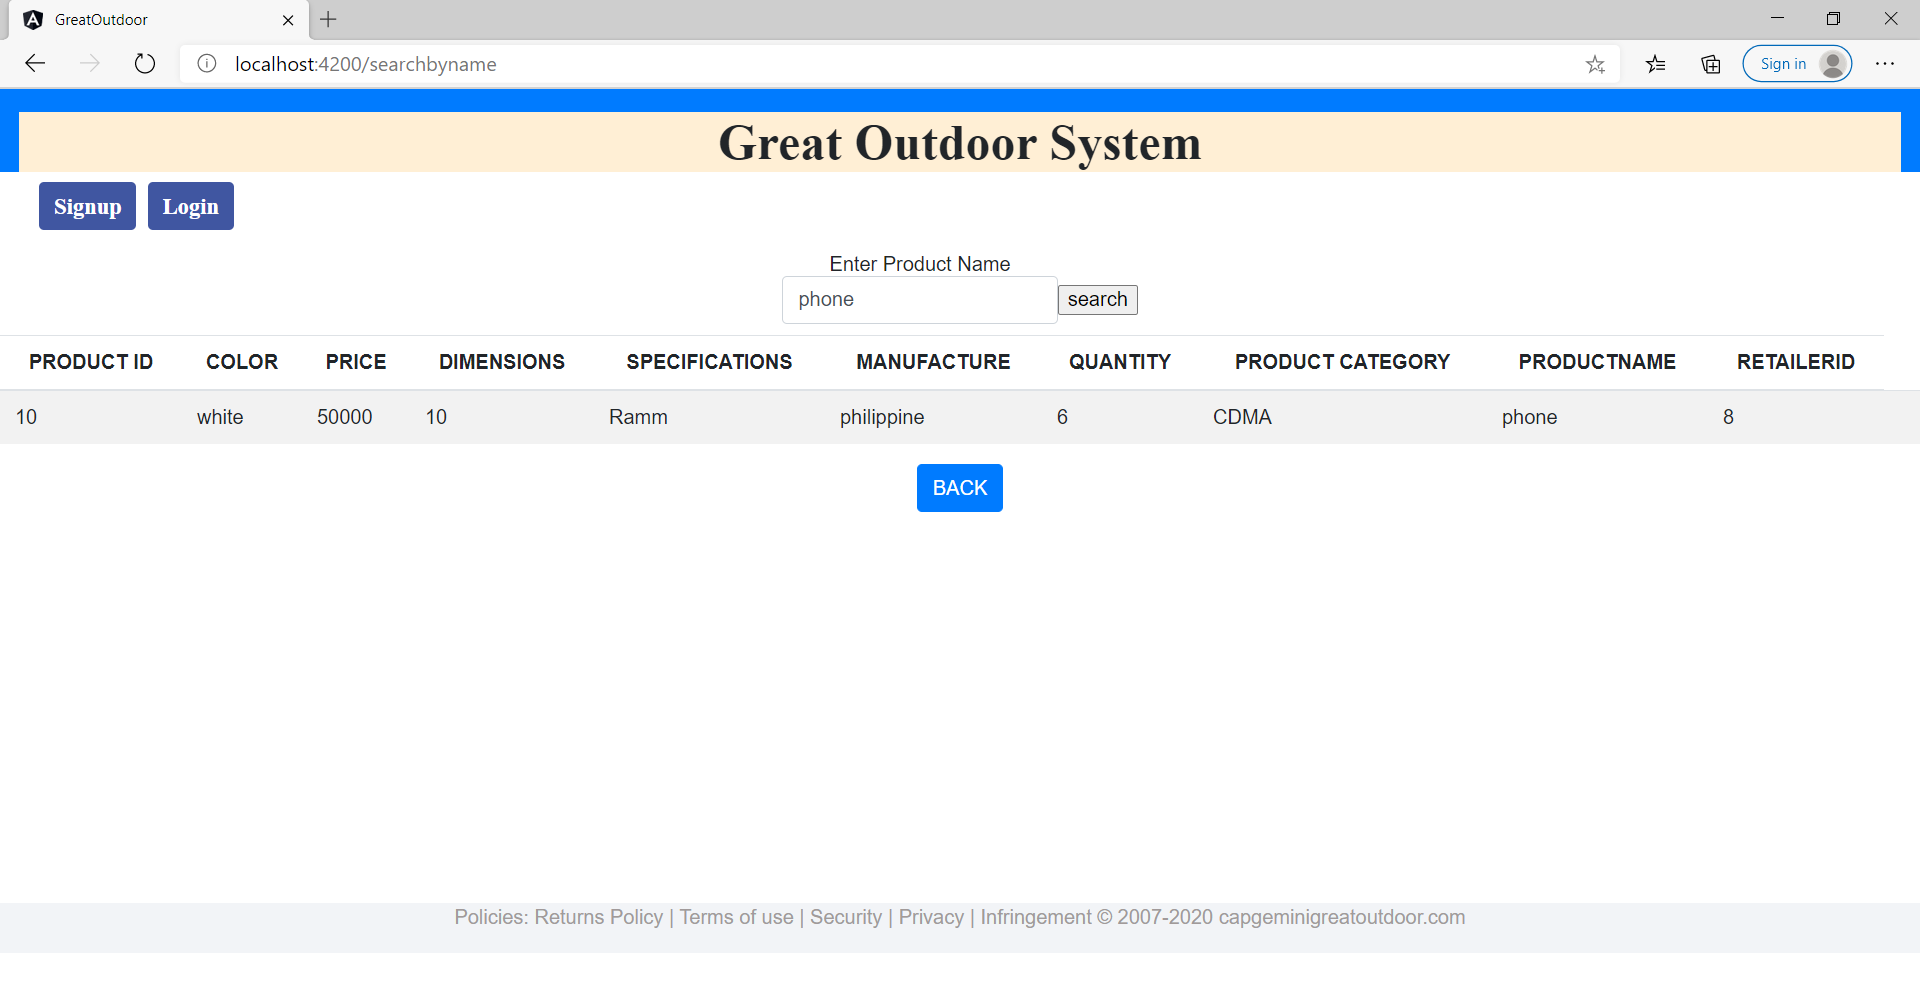 GreatOutdoor
localhost:4200/searchbyname
Sign in
Great Outdoor System
Signup Login
Enter Product Name
phone search
PRODUCT ID COLOR PRICE DIMENSIONS SPECIFICATIONS MANUFACTURE QUANTITY PRODUCT CATEGORY PRODUCTNAME RETAILERID
10 white 50000 10 Ramm philippine 6 CDMA phone 8
BACK
Policies: Returns Policy | Terms of use | Security | Privacy | Infringement © 2007-2020 capgeminigreatoutdoor.com